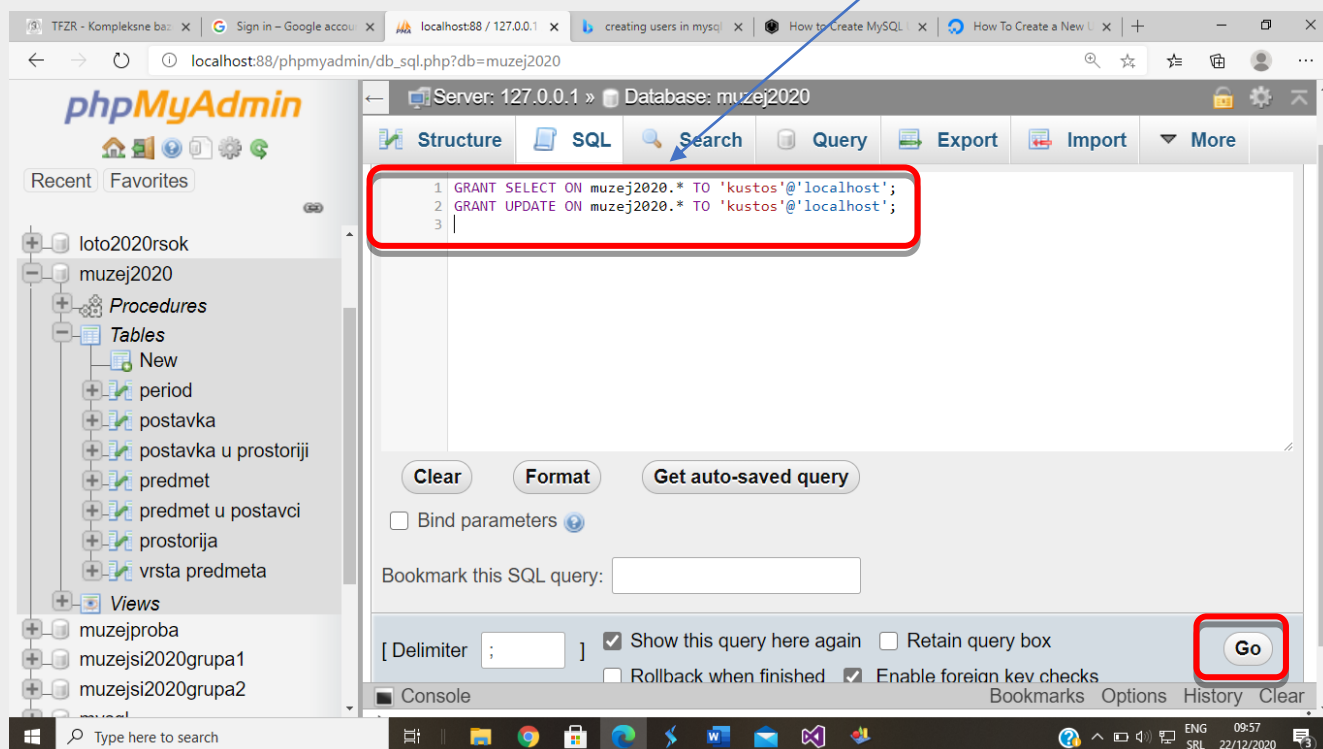 TFZR - Kompleksne baz
Sign in – Google accou
localhost:88 / 127.0.0.1
creating users in mysql
How to Create MySQL U
How To Create a New U
localhost:88/phpmyadmin/db_sql.php?db=muzej2020
phpMyAdmin
Recent Favorites
loto2020rsok
muzej2020
Procedures
Tables
New
period
postavka
postavka u prostoriji
predmet
predmet u postavci
prostorija
vrsta predmeta
Views
muzejproba
muzejsi2020grupa1
muzejsi2020grupa2
Server: 127.0.0.1 » Database: muzej2020
Structure SQL Search Query Export Import More
1 GRANT SELECT ON muzej2020.* TO 'kustos'@'localhost';
2 GRANT UPDATE ON muzej2020.* TO 'kustos'@'localhost';
3
Clear Format Get auto-saved query
Bind parameters
Bookmark this SQL query:
[ Delimiter ; ] Show this query here again Retain query box Go
Rollback when finished Enable foreign key checks
Console Bookmarks Options History Clear
Type here to search
ENG 09:57
SRL 22/12/2020
3